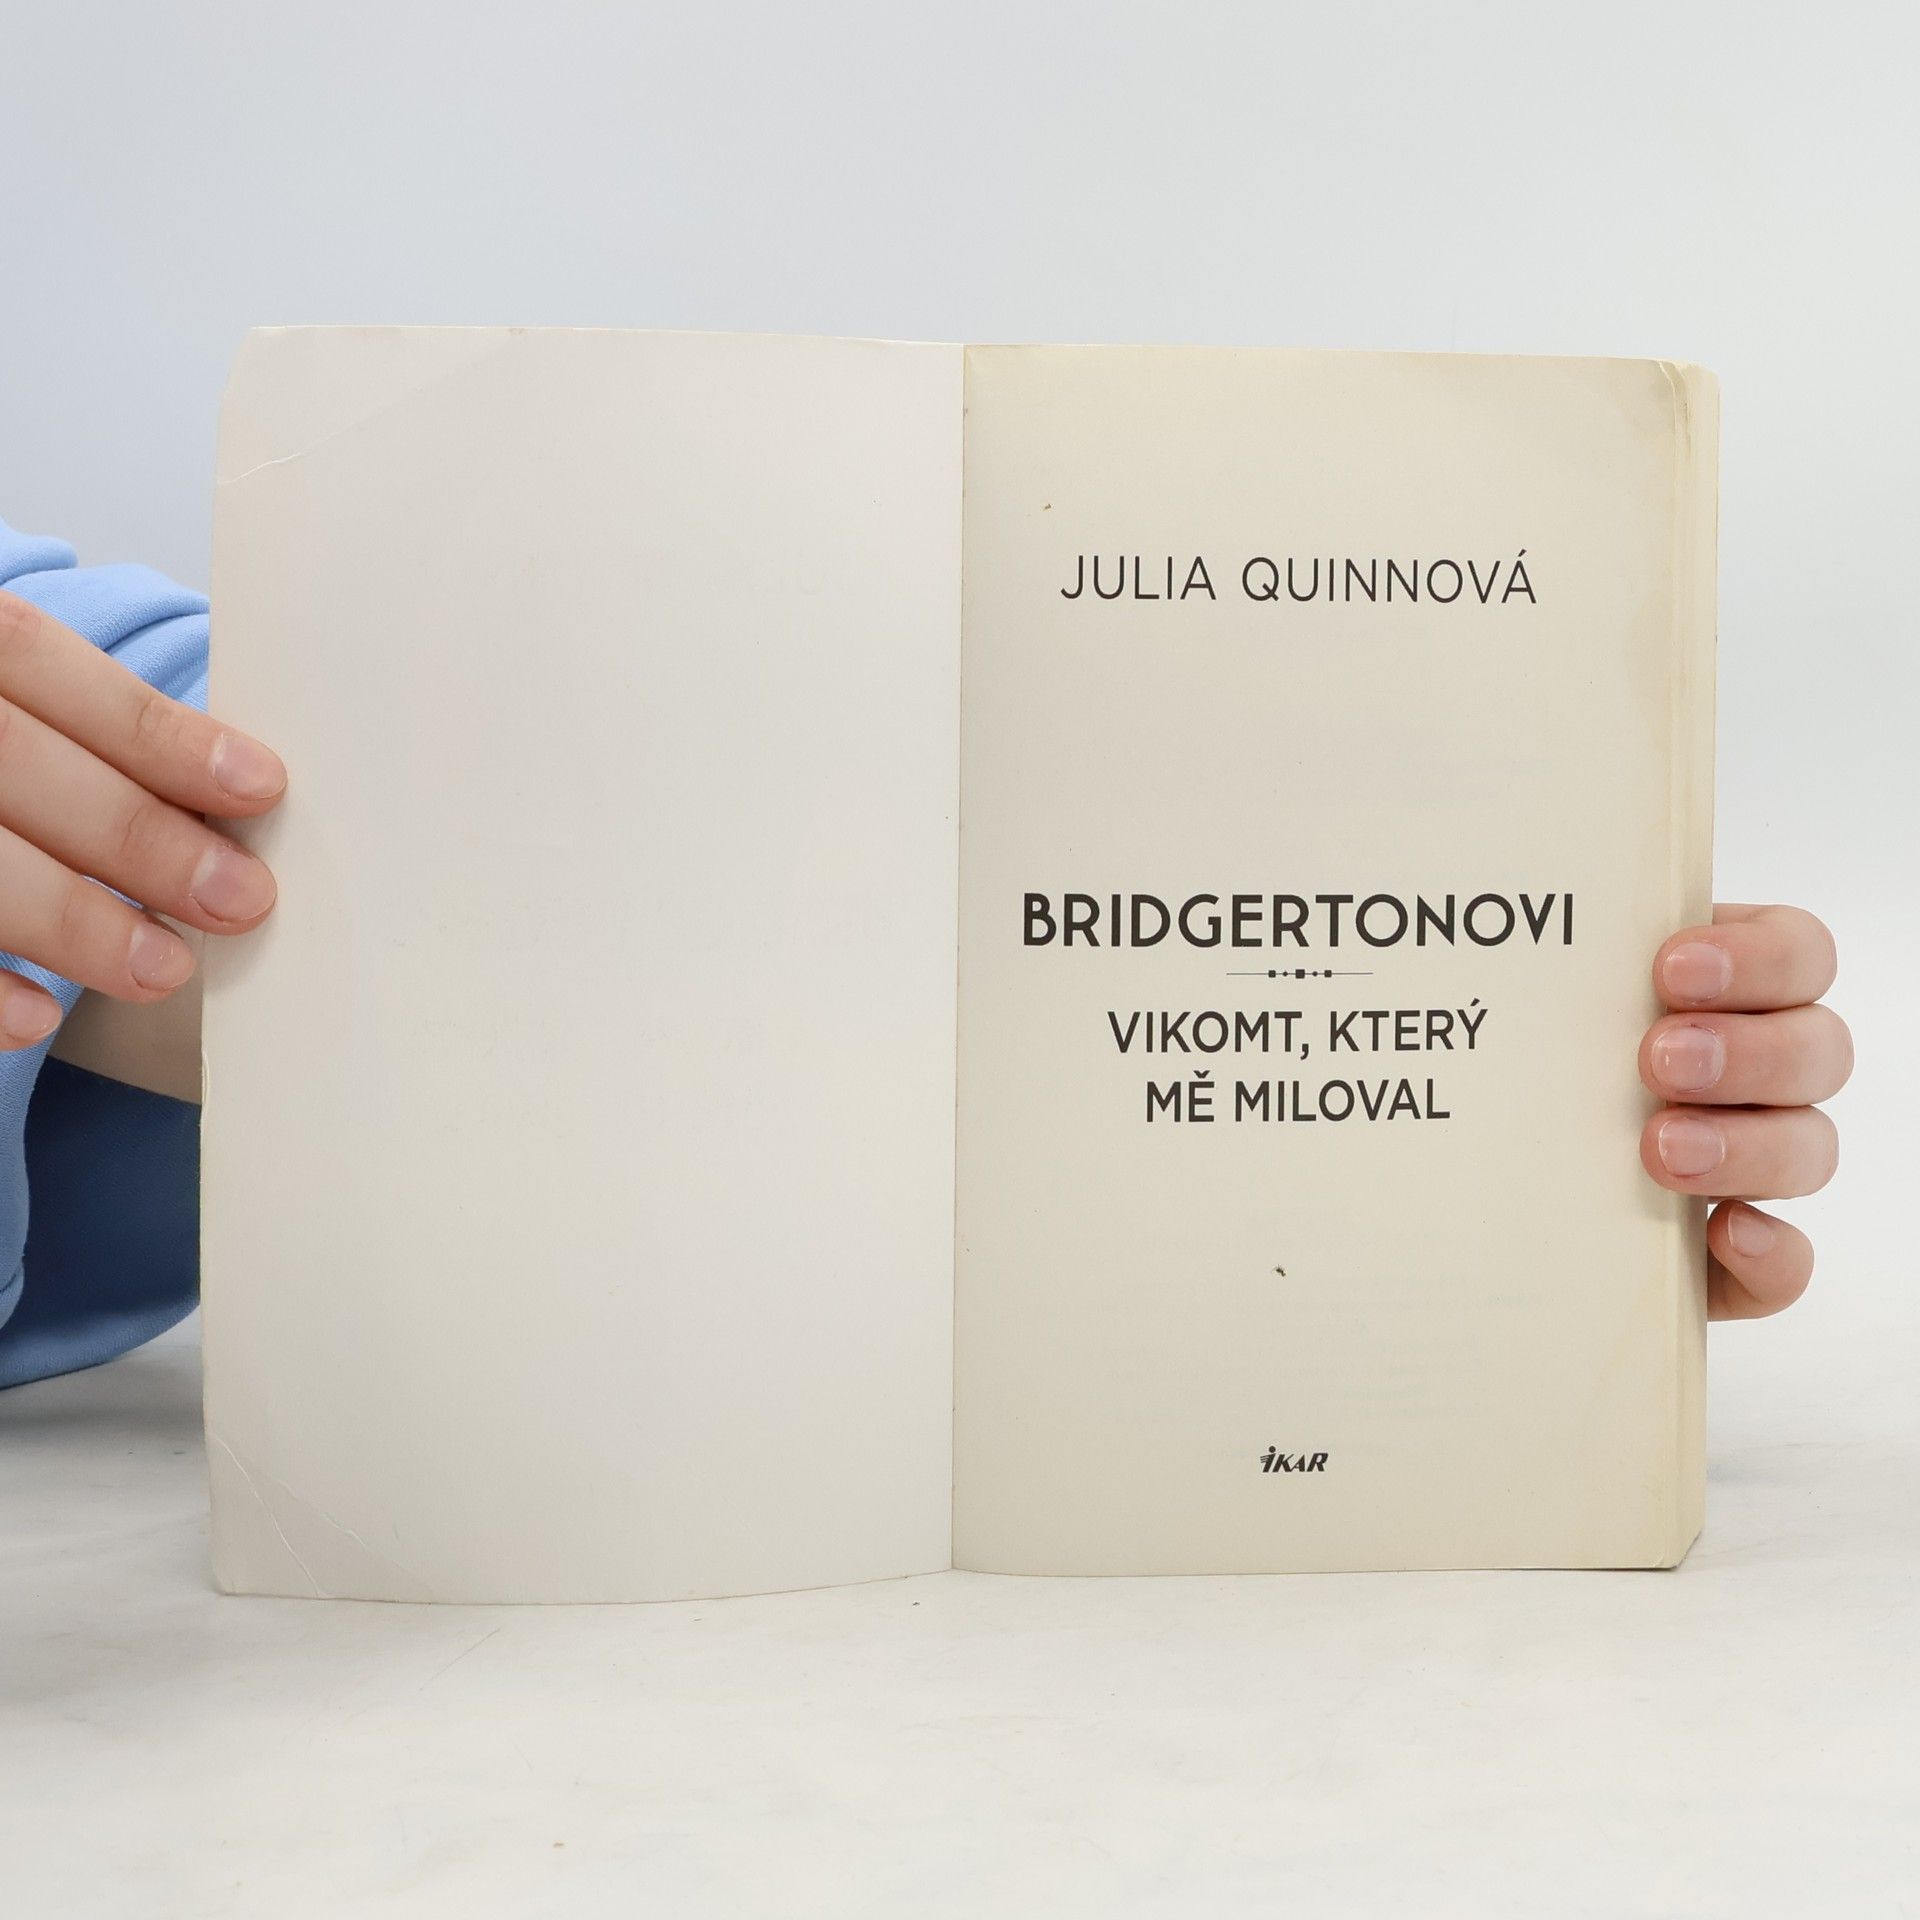 JULIA QUINNOVÁ
BRIDGERTONOVI
VIKOMT, KTERÝ
MĚ MILOVAL
IKAR